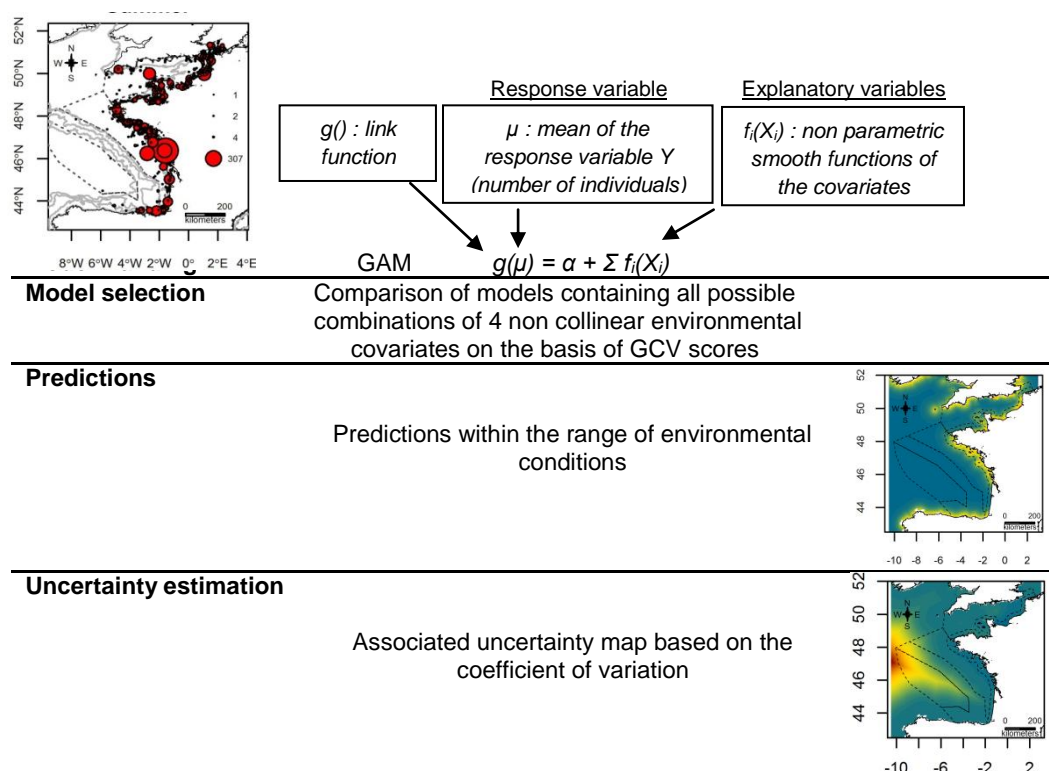 52°N
50°N
48°N
46°N
44°N
N
W E
S
1
2
4
307
0 200
kilometers
8°W 6°W 4°W 2°W 0° 2°E 4°E
Response variable
Explanatory variables
g() : link
function
µ : mean of the
response variable Y
(number of individuals)
fi(Xi) : non parametric
smooth functions of
the covariates
GAM g(µ) = α + Σ fi(Xi)
Model selection
Comparison of models containing all possible
combinations of 4 non collinear environmental
covariates on the basis of GCV scores
Predictions
Predictions within the range of environmental
conditions
52
50
48
46
44
N
W E
S
0 200
kilometers
-10 -8 -6 -4 -2 0 2
Uncertainty estimation
Associated uncertainty map based on the
coefficient of variation
52
50
48
46
44
N
W E
S
0 200
kilometers
-10 -6 -2 2